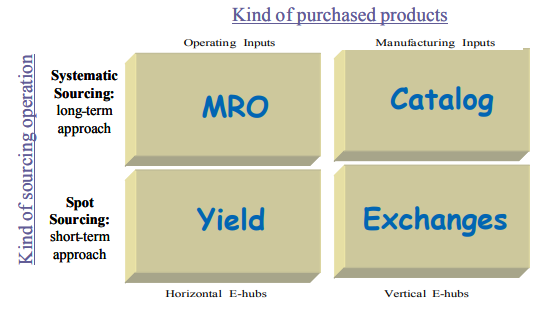 Kind of purchased products
Operating Inputs
Manufacturing Inputs
Kind of sourcing operation
Systematic
Sourcing:
long-term
approach
MRO
Catalog
Spot
Sourcing:
short-term
approach
Yield
Exchanges
Horizontal E-hubs
Vertical E-hubs